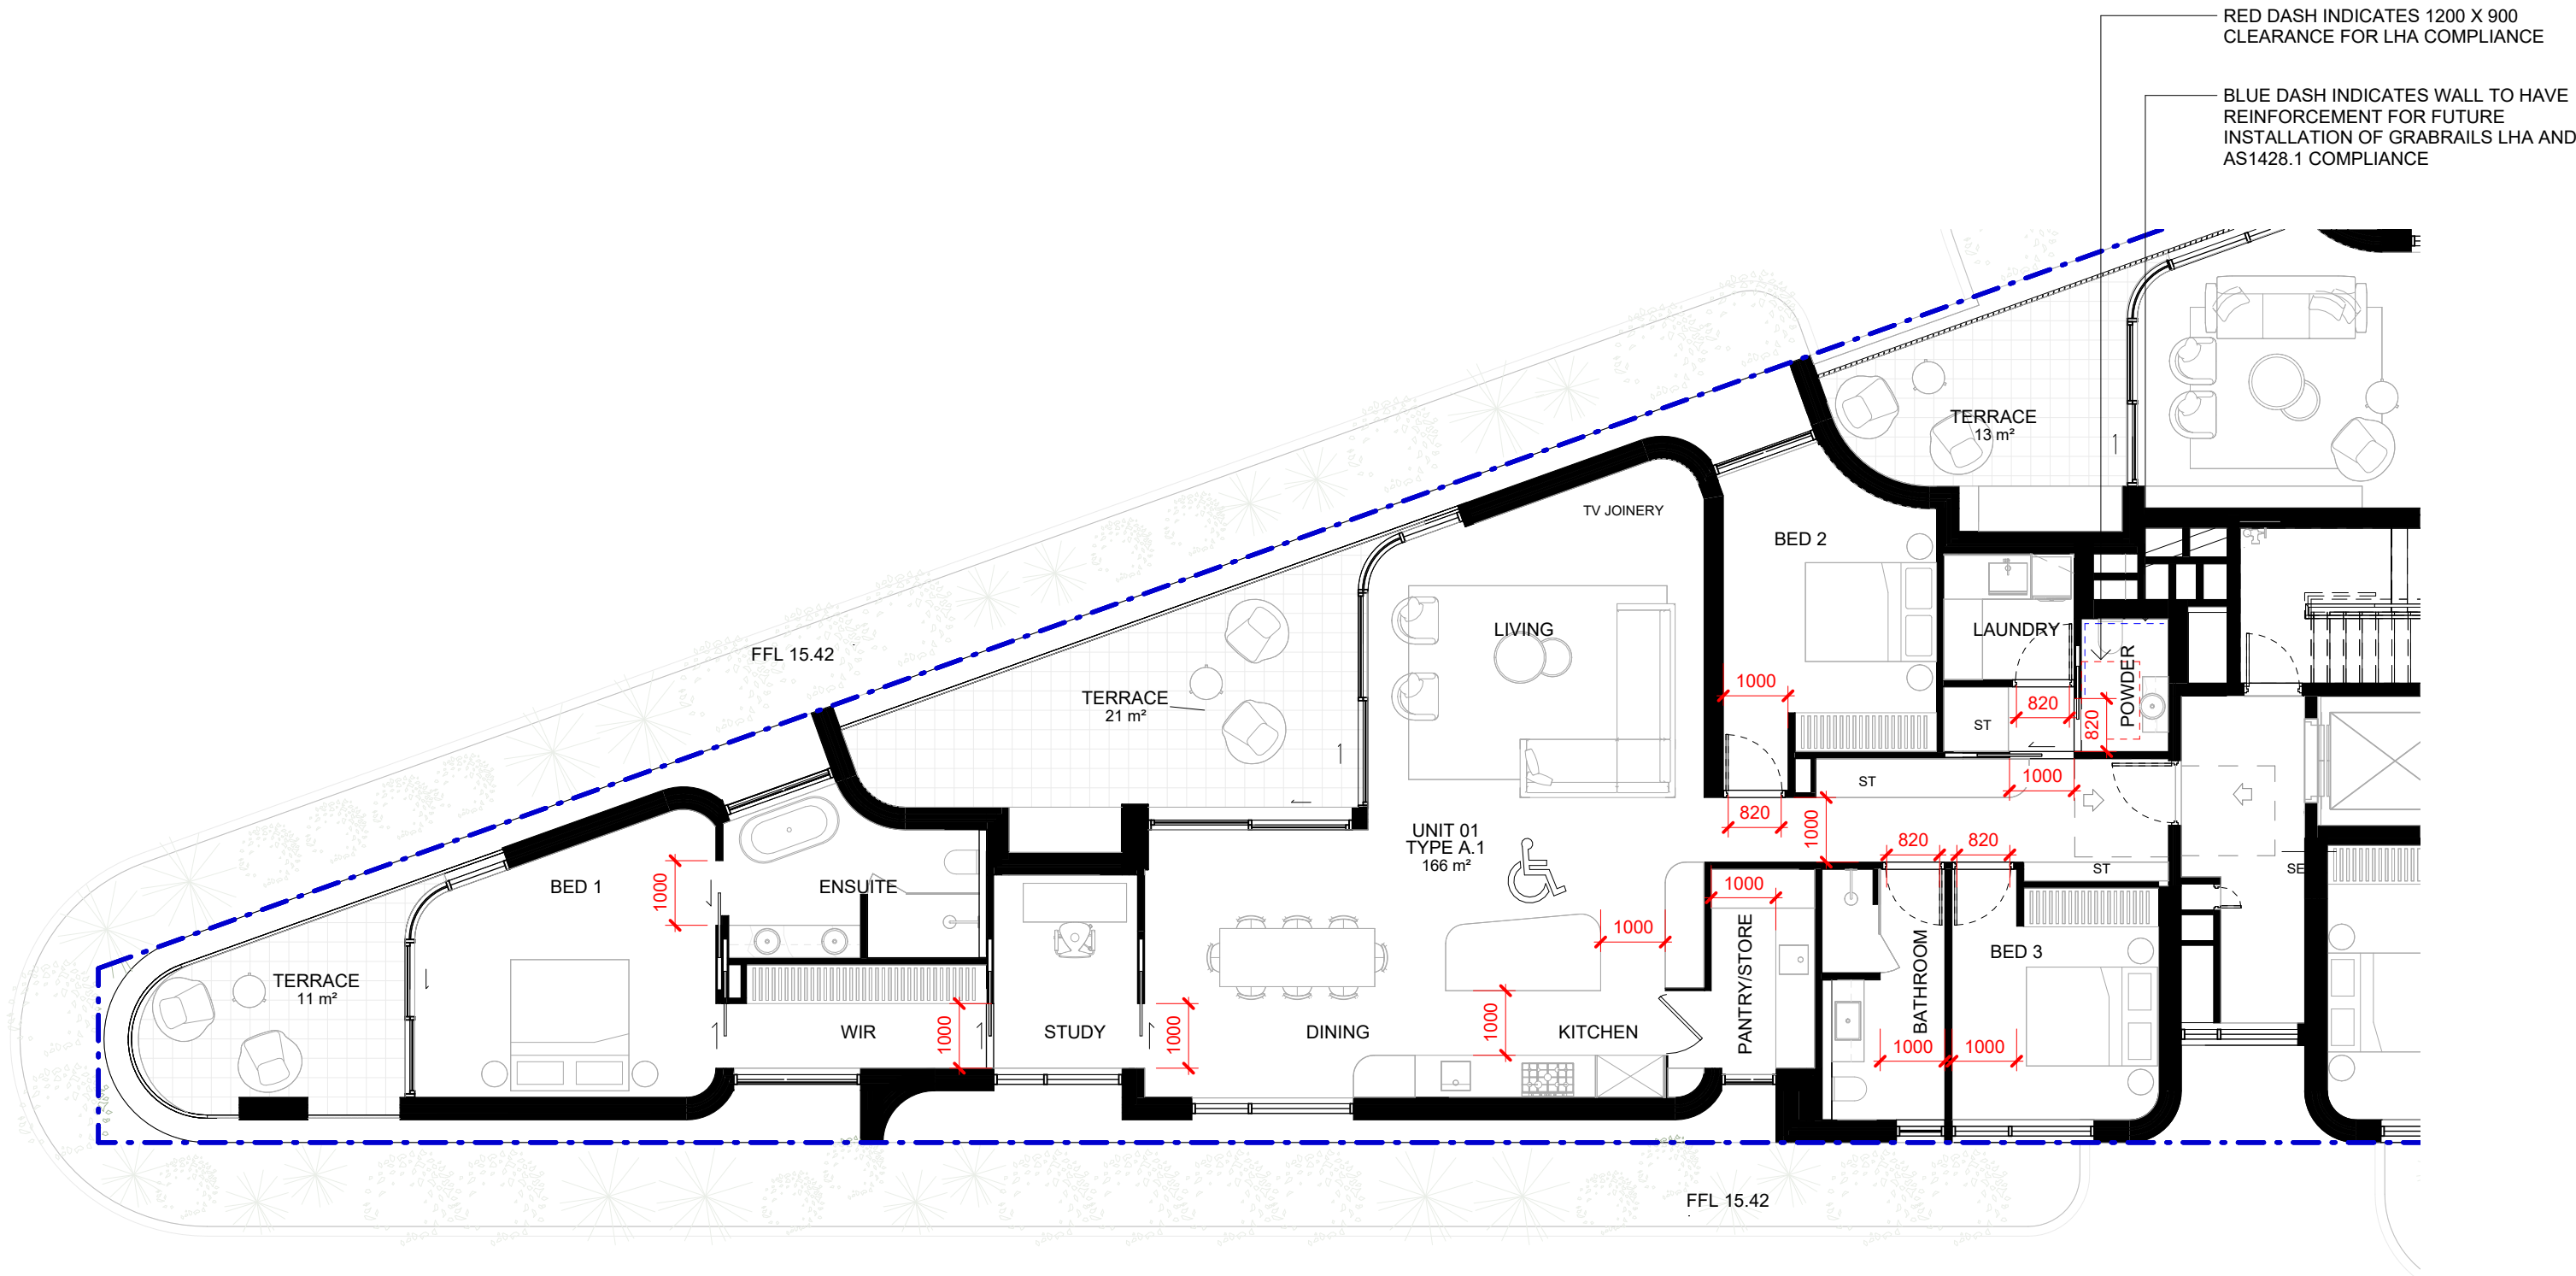 RED DASH INDICATES 1200 X 900
CLEARANCE FOR LHA COMPLIANCE
BLUE DASH INDICATES WALL TO HAVE
REINFORCEMENT FOR FUTURE
INSTALLATION OF GRABRAILS LHA AND
AS1428.1 COMPLIANCE
TERRACE
13 m²
TV JOINERY
BED 2
LIVING
LAUNDRY
POWDER
FFL 15.42
TERRACE
21 m²
1000
820
820
ST
ST
1000
820
1000
UNIT 01
TYPE A.1
166 m²
820
820
ST
SE
BED 1
1000
ENSUITE
1000
1000
PANTRY/STORE
BATHROOM
BED 3
TERRACE
11 m²
WIR
1000
STUDY
1000
DINING
1000
KITCHEN
1000
1000
FFL 15.42